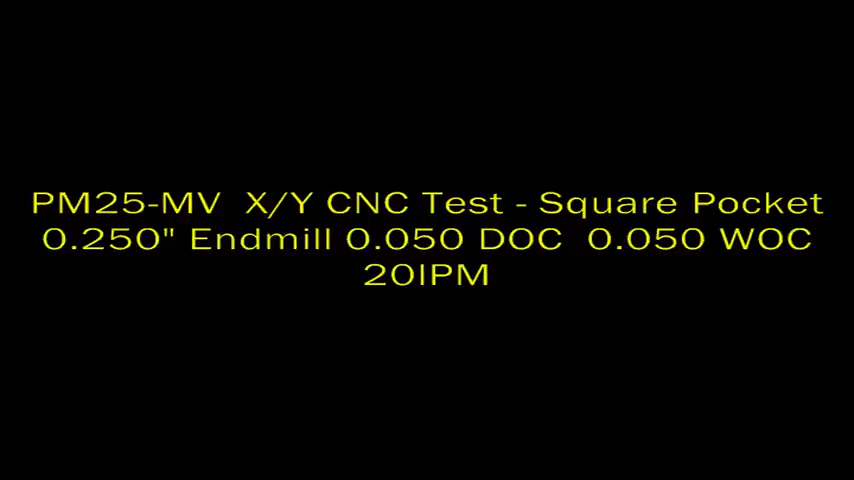 PM25-MV  X/Y CNC Test - Square Pocket
0.250" Endmill 0.050 DOC  0.050 WOC
20IPM